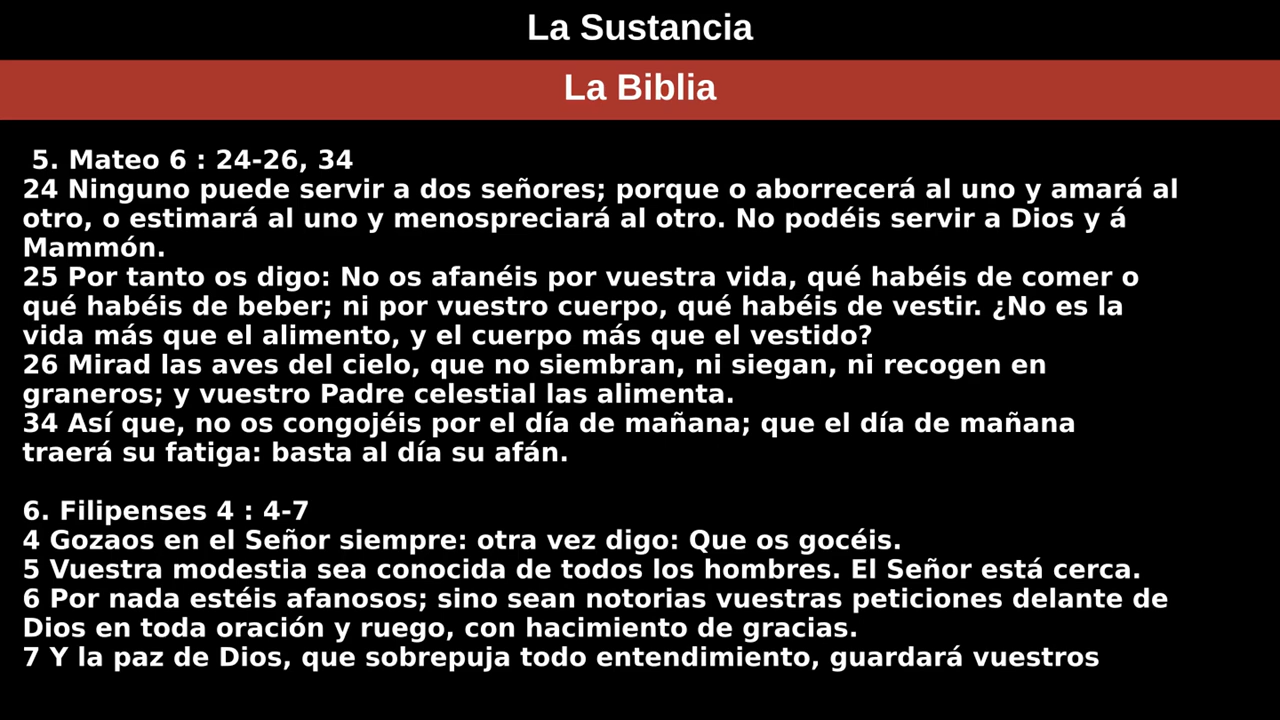 La Sustancia
La Biblia
5. Mateo 6 : 24-26, 34
24 Ninguno puede servir a dos señores; porque o aborrecerá al uno y amará al
otro, o estimará al uno y menospreciará al otro. No podéis servir a Dios y á
Mammón.
25 Por tanto os digo: No os afanéis por vuestra vida, qué habéis de comer o
qué habéis de beber; ni por vuestro cuerpo, qué habéis de vestir. ¿No es la
vida más que el alimento, y el cuerpo más que el vestido?
26 Mirad las aves del cielo, que no siembran, ni siegan, ni recogen en
graneros; y vuestro Padre celestial las alimenta.
34 Así que, no os congojéis por el día de mañana; que el día de mañana
traerá su fatiga: basta al día su afán.
6. Filipenses 4 : 4-7
4 Gozaos en el Señor siempre: otra vez digo: Que os gocéis.
5 Vuestra modestia sea conocida de todos los hombres. El Señor está cerca.
6 Por nada estéis afanosos; sino sean notorias vuestras peticiones delante de
Dios en toda oración y ruego, con hacimiento de gracias.
7 Y la paz de Dios, que sobrepuja todo entendimiento, guardará vuestros